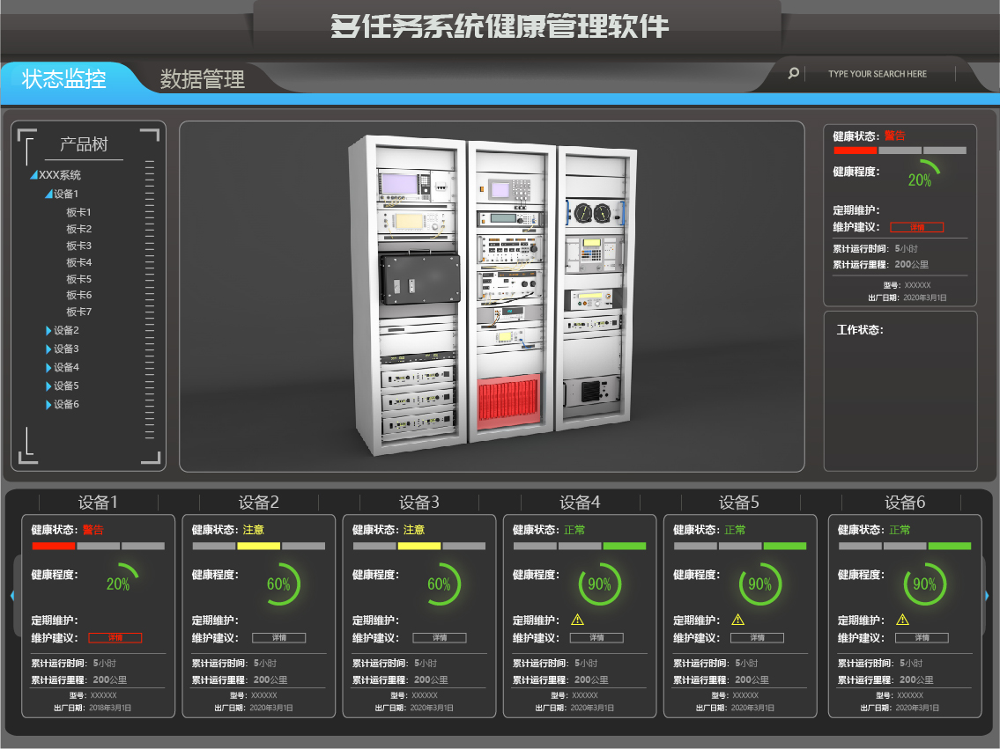 多任务系统健康管理软件
状态监控
数据管理
TYPE YOUR SEARCH HERE
产品树
XXX系统
设备1
板卡1
板卡2
板卡3
板卡4
板卡5
板卡6
板卡7
设备2
设备3
设备4
设备5
设备6
健康状态：警告
健康程度：
20%
定期维护：
维护建议：详情
累计运行时间：5小时
累计运行里程：200公里
型号：XXXXXX
出厂日期：2020年3月1日
工作状态：
设备1
健康状态：警告
健康程度：
20%
定期维护：
维护建议：详情
累计运行时间：5小时
累计运行里程：200公里
型号：XXXXXX
出厂日期：2018年3月1日
设备2
健康状态：注意
健康程度：
60%
定期维护：
维护建议：详情
累计运行时间：5小时
累计运行里程：200公里
型号：XXXXXX
出厂日期：2020年3月1日
设备3
健康状态：注意
健康程度：
60%
定期维护：
维护建议：详情
累计运行时间：5小时
累计运行里程：200公里
型号：XXXXXX
出厂日期：2020年3月1日
设备4
健康状态：正常
健康程度：
90%
定期维护：
维护建议：详情
累计运行时间：5小时
累计运行里程：200公里
型号：XXXXXX
出厂日期：2020年3月1日
设备5
健康状态：正常
健康程度：
90%
定期维护：
维护建议：详情
累计运行时间：5小时
累计运行里程：200公里
型号：XXXXXX
出厂日期：2020年3月1日
设备6
健康状态：正常
健康程度：
90%
定期维护：
维护建议：详情
累计运行时间：5小时
累计运行里程：200公里
型号：XXXXXX
出厂日期：2020年3月1日